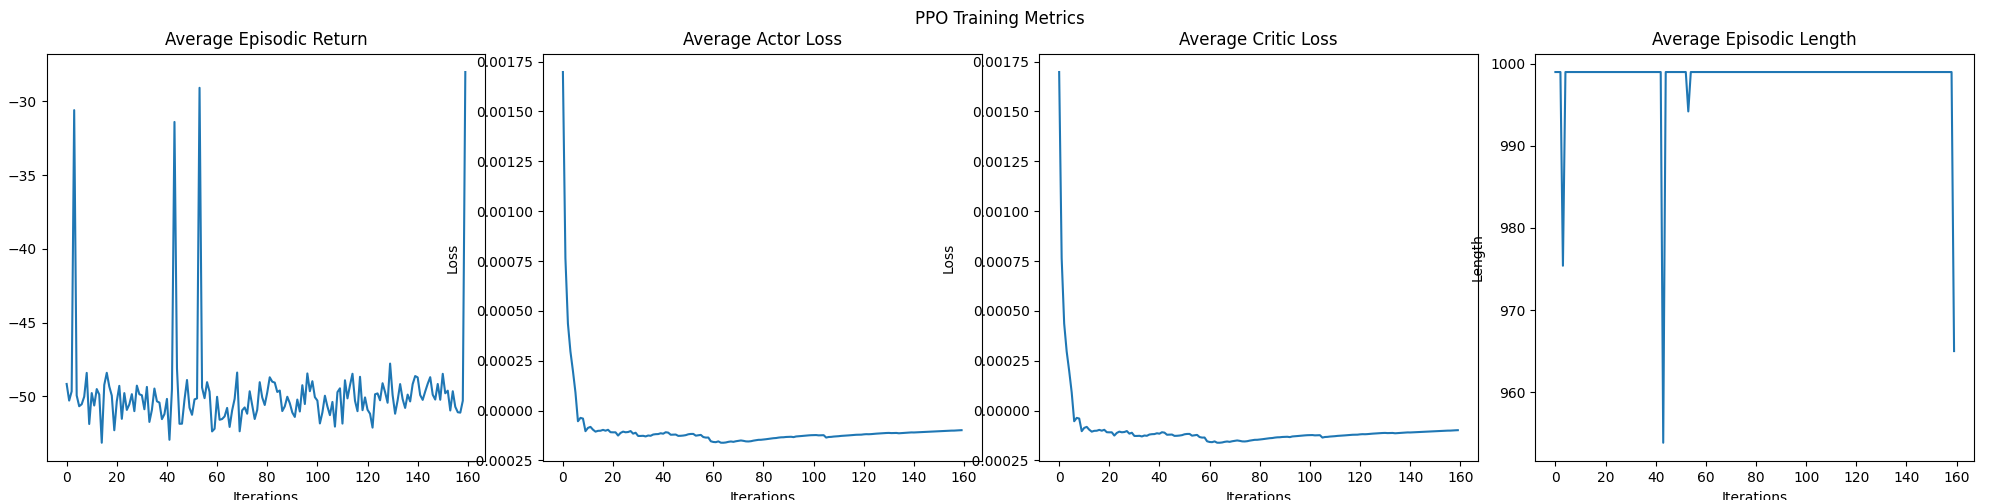 PPO Training Metrics
Average Episodic Return
−30
−35
−40
−45
−50
0 20 40 60 80 100 120 140 160
Iterations
Average Actor Loss
Loss
0.00175
0.00150
0.00125
0.00100
0.00075
0.00050
0.00025
0.00000
0.00025
0 20 40 60 80 100 120 140 160
Iterations
Average Critic Loss
Loss
0.00175
0.00150
0.00125
0.00100
0.00075
0.00050
0.00025
0.00000
0.00025
0 20 40 60 80 100 120 140 160
Iterations
Average Episodic Length
Length
1000
990
980
970
960
0 20 40 60 80 100 120 140 160
Iterations